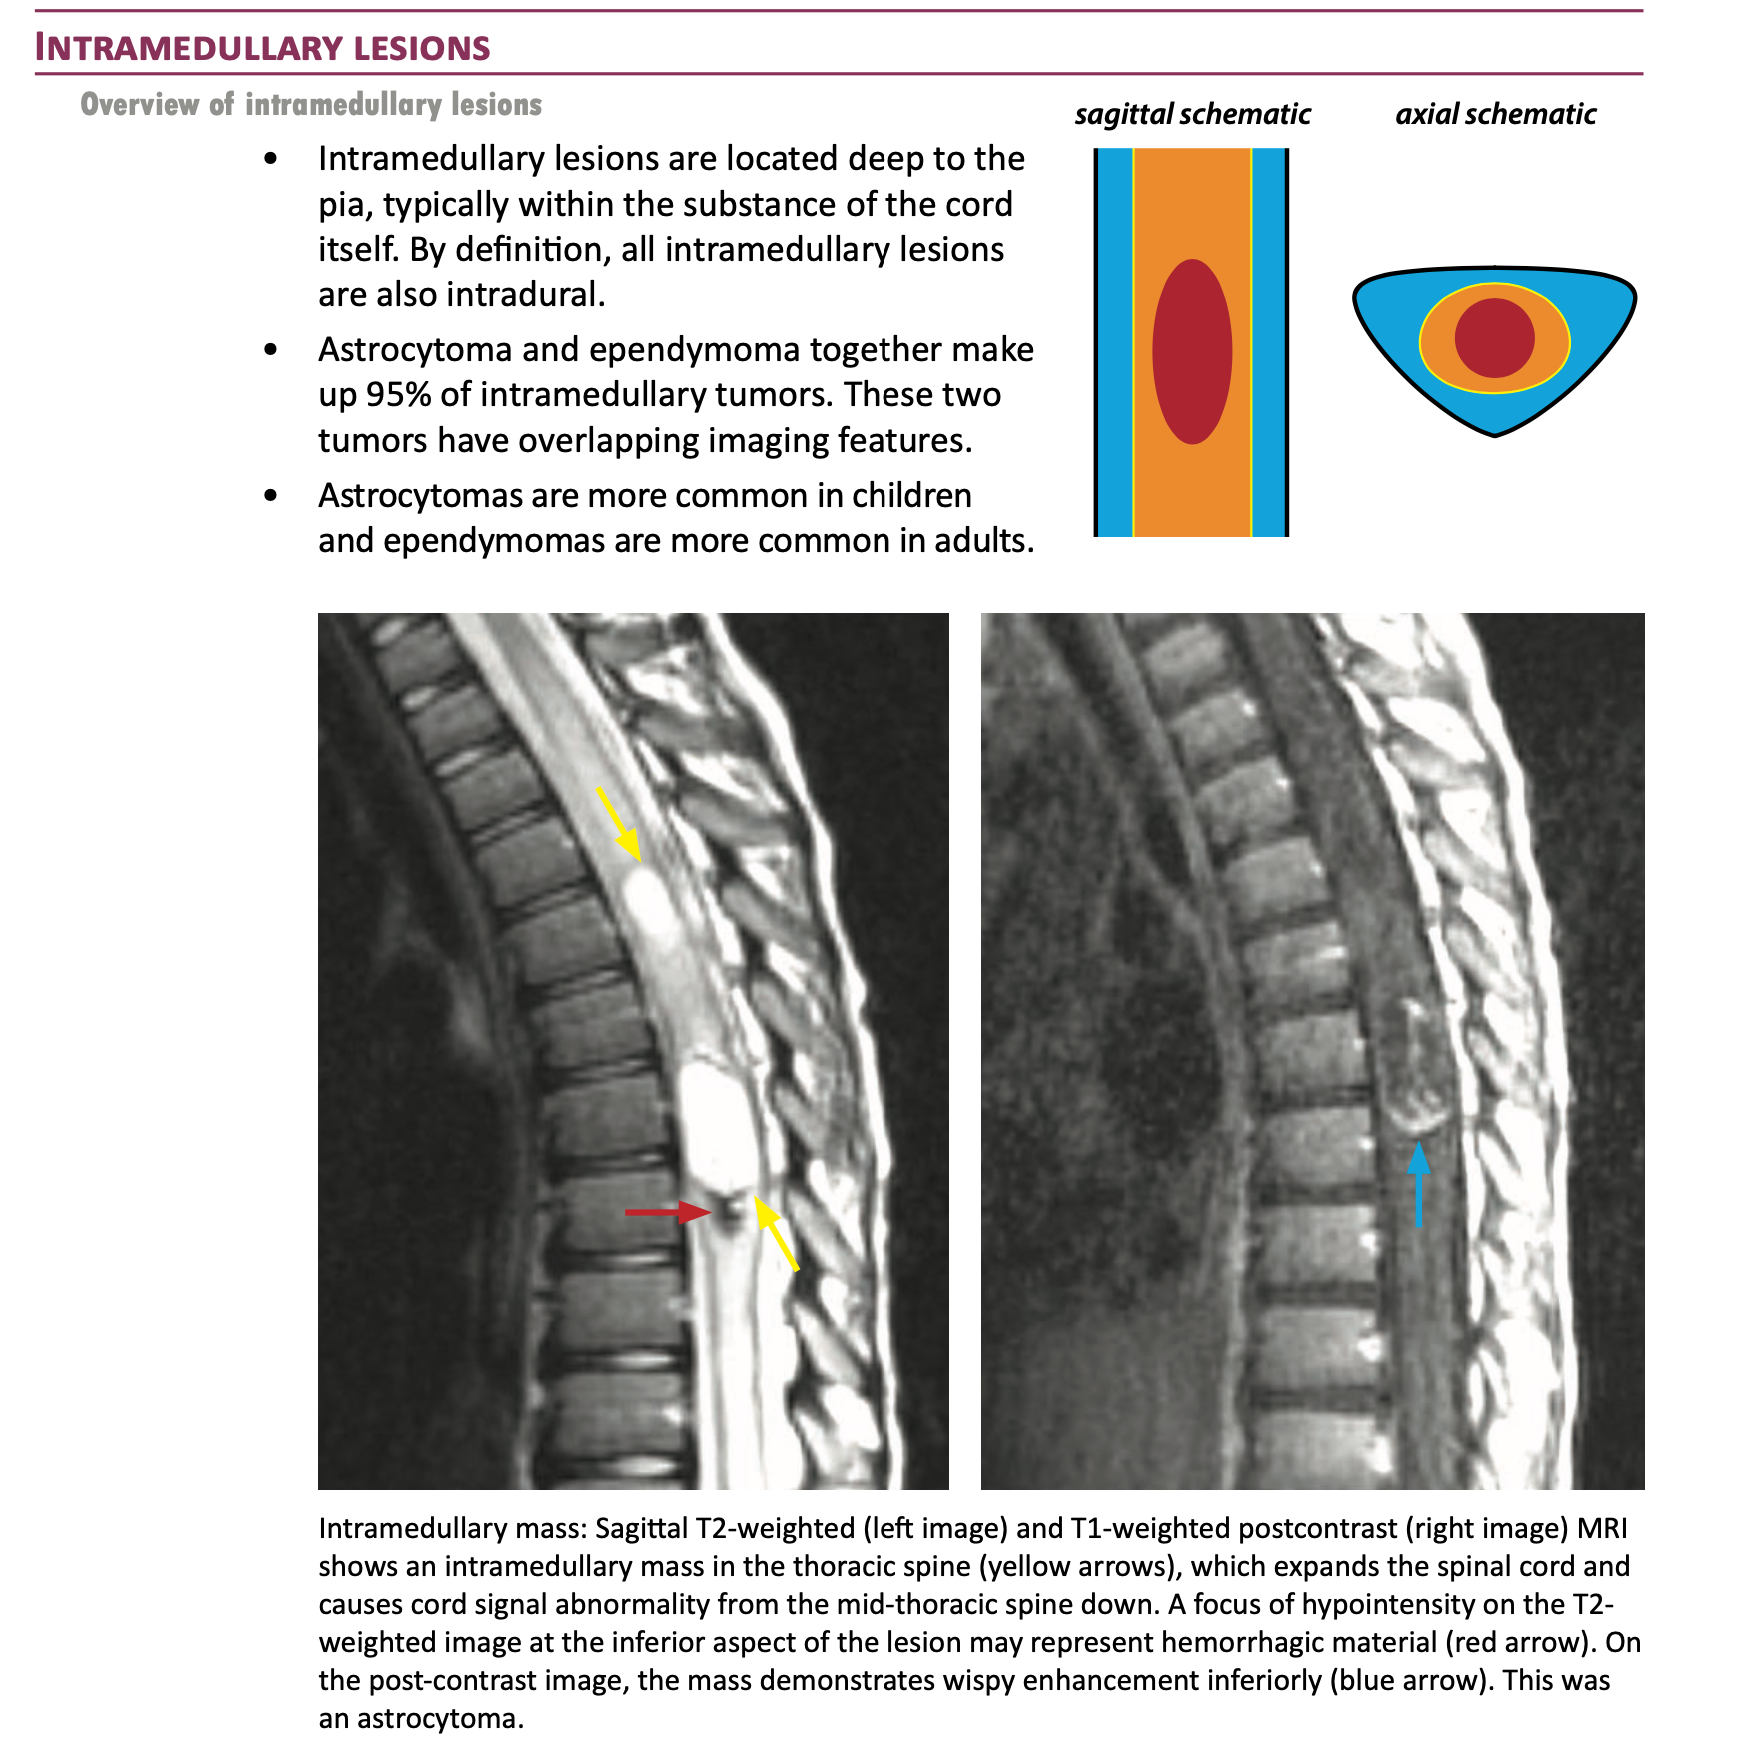 INTRAMEDULLARY LESIONS
Overview of intramedullary lesions
sagittal schematic
axial schematic
• Intramedullary lesions are located deep to the
pia, typically within the substance of the cord
itself. By definition, all intramedullary lesions
are also intradural.
• Astrocytoma and ependymoma together make
up 95% of intramedullary tumors. These two
tumors have overlapping imaging features.
• Astrocytomas are more common in children
and ependymomas are more common in adults.
Intramedullary mass: Sagittal T2-weighted (left image) and T1-weighted postcontrast (right image) MRI
shows an intramedullary mass in the thoracic spine (yellow arrows), which expands the spinal cord and
causes cord signal abnormality from the mid-thoracic spine down. A focus of hypointensity on the T2-
weighted image at the inferior aspect of the lesion may represent hemorrhagic material (red arrow). On
the post-contrast image, the mass demonstrates wispy enhancement inferiorly (blue arrow). This was
an astrocytoma.